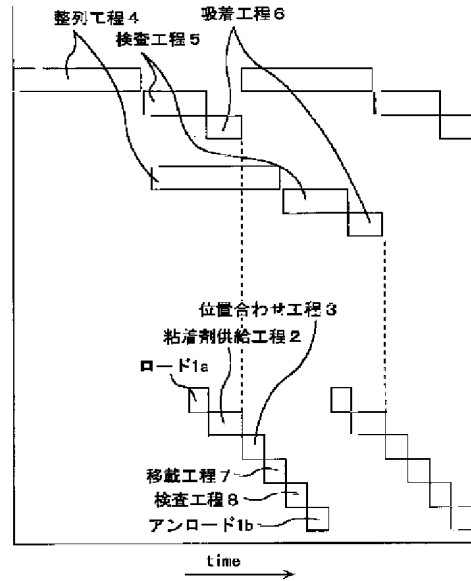 整列工程4
検査工程5
吸着工程6
位置合わせ工程3
粘着剤供給工程2
ロード1a
移載工程7
検査工程8
アンロード1b
time